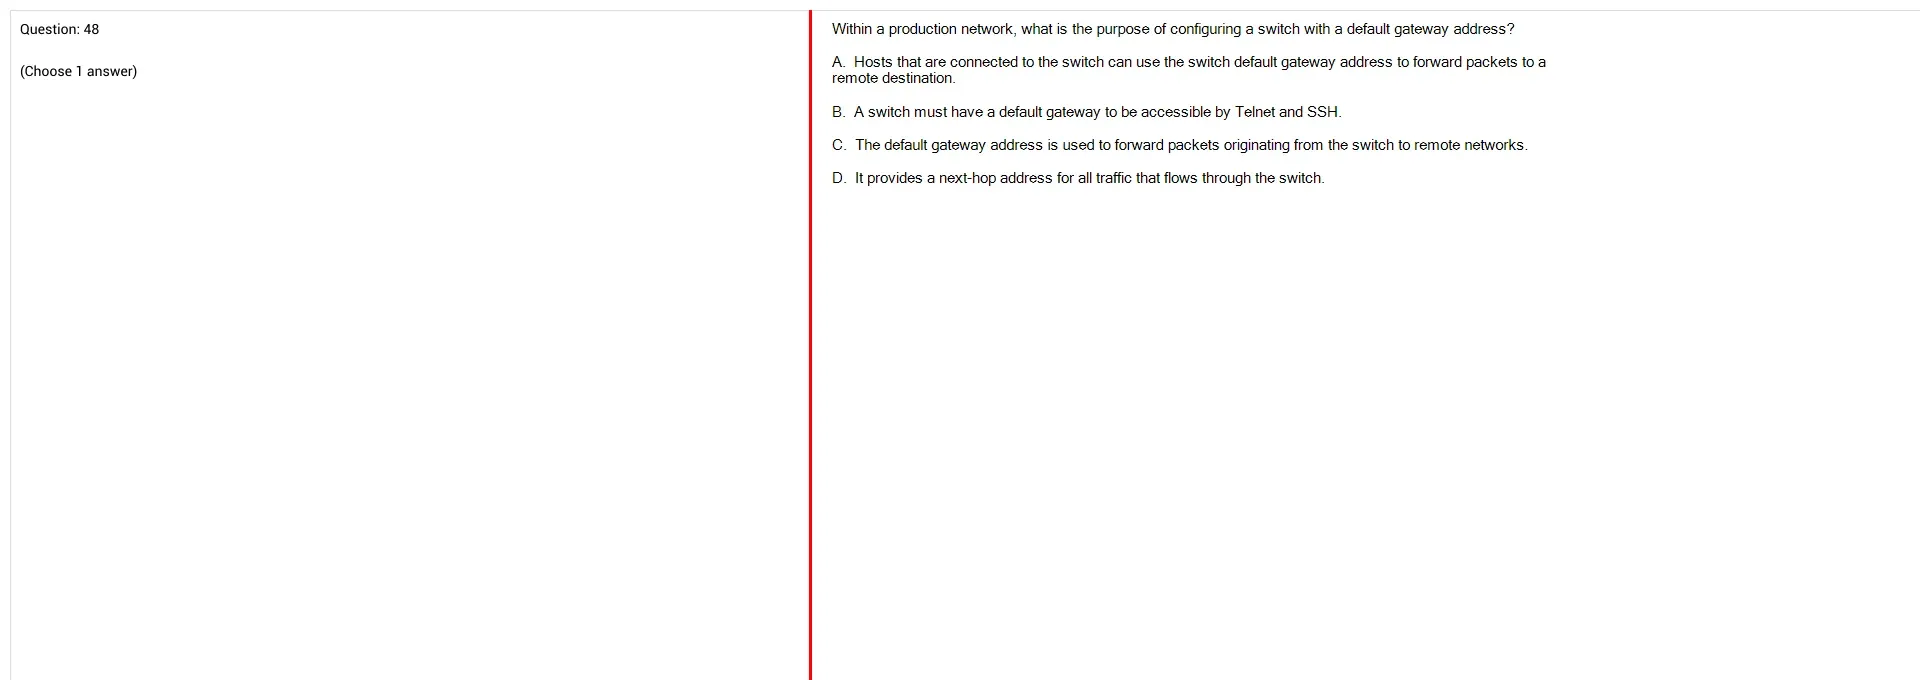 Question: 48
(Choose 1 answer)
Within a production network, what is the purpose of configuring a switch with a default gateway address?
A. Hosts that are connected to the switch can use the switch default gateway address to forward packets to a
remote destination.
B. A switch must have a default gateway to be accessible by Telnet and SSH.
C. The default gateway address is used to forward packets originating from the switch to remote networks.
D. It provides a next-hop address for all traffic that flows through the switch.